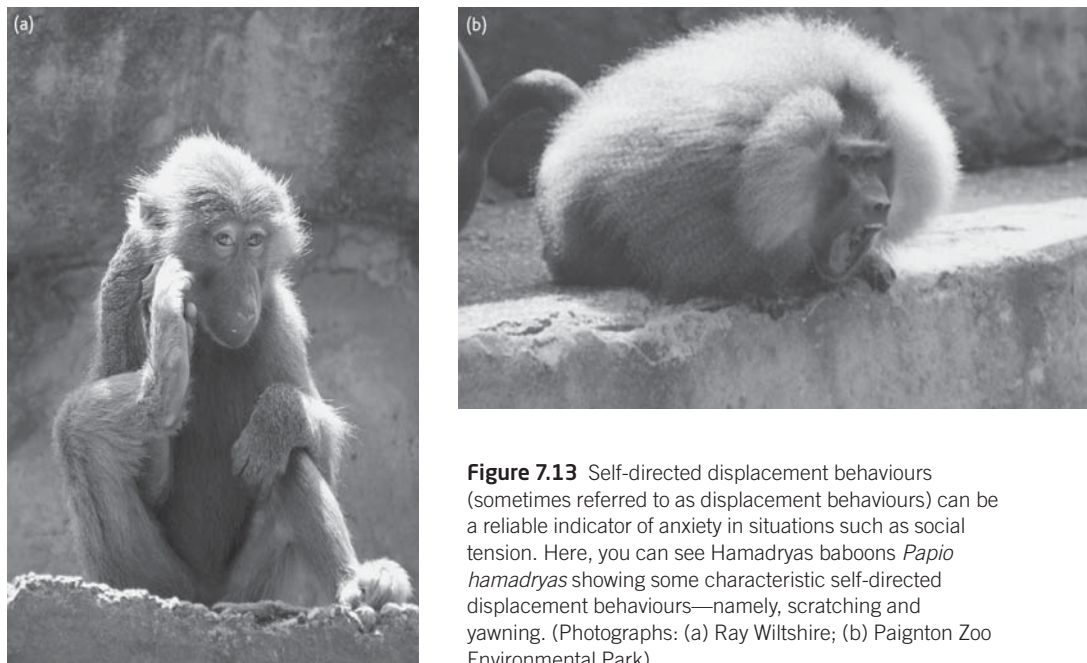 (a)
(b)
Figure 7.13 Self-directed displacement behaviours
(sometimes referred to as displacement behaviours) can be
a reliable indicator of anxiety in situations such as social
tension. Here, you can see Hamadryas baboons Papio
hamadryas showing some characteristic self-directed
displacement behaviours—namely, scratching and
yawning. (Photographs: (a) Ray Wiltshire; (b) Paignton Zoo
Environmental Park)